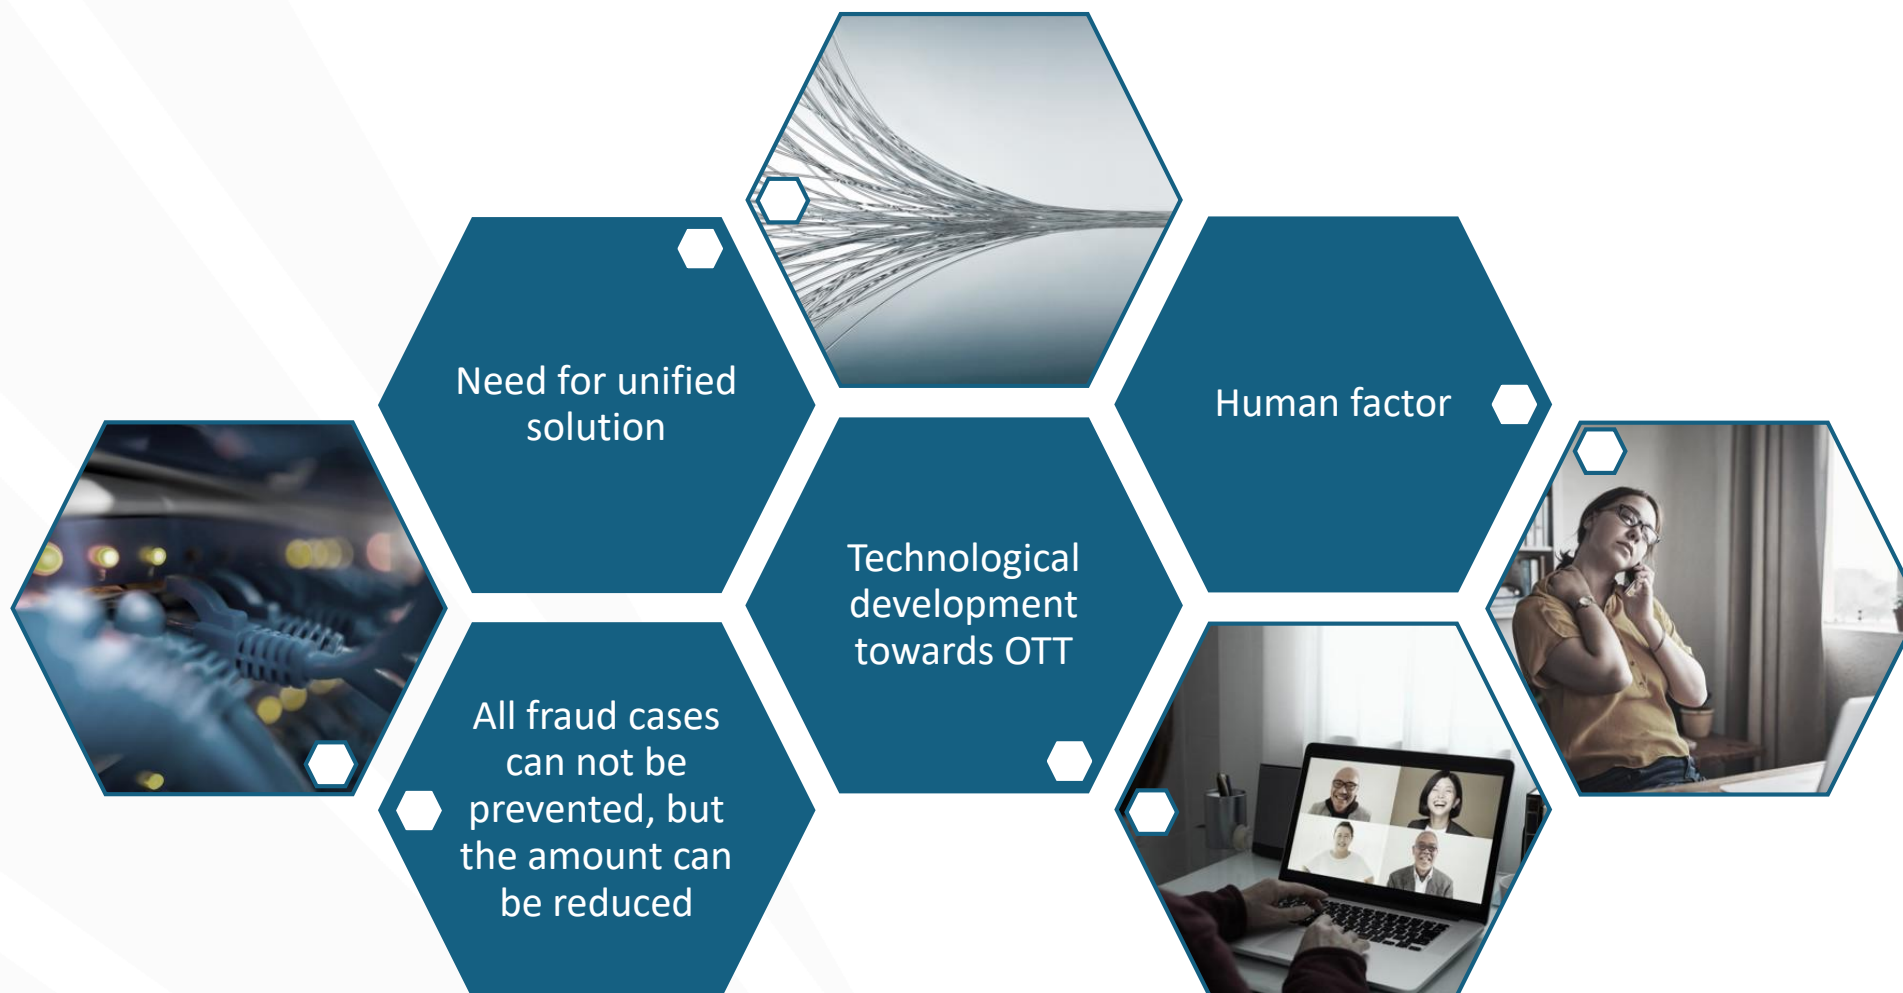 Need for unified
solution
Human factor
Technological
development
towards OTT
All fraud cases
can not be
prevented, but
the amount can
be reduced